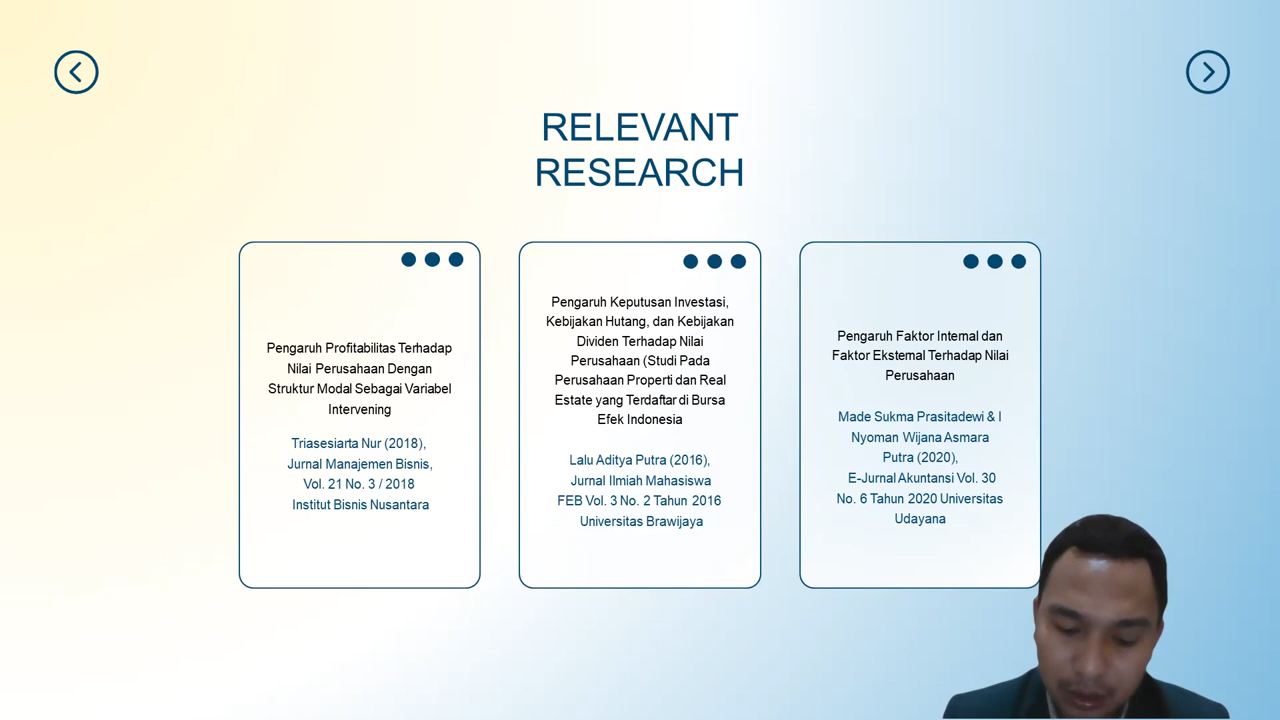 RELEVANT
RESEARCH
Pengaruh Profitabilitas Terhadap
Nilai Perusahaan Dengan
Struktur Modal Sebagai Variabel
Intervening
Triasesiarta Nur (2018),
Jurnal Manajemen Bisnis,
Vol. 21 No. 3 / 2018
Institut Bisnis Nusantara
Pengaruh Keputusan Investasi,
Kebijakan Hutang, dan Kebijakan
Dividen Terhadap Nilai
Perusahaan (Studi Pada
Perusahaan Properti dan Real
Estate yang Terdaftar di Bursa
Efek Indonesia
Lalu Aditya Putra (2016),
Jurnal Ilmiah Mahasiswa
FEB Vol. 3 No. 2 Tahun 2016
Universitas Brawijaya
Pengaruh Faktor Internal dan
Faktor Eksternal Terhadap Nilai
Perusahaan
Made Sukma Prasitadewi & I
Nyoman Wijana Asmara
Putra (2020),
E-Jurnal Akuntansi Vol. 30
No. 6 Tahun 2020 Universitas
Udayana